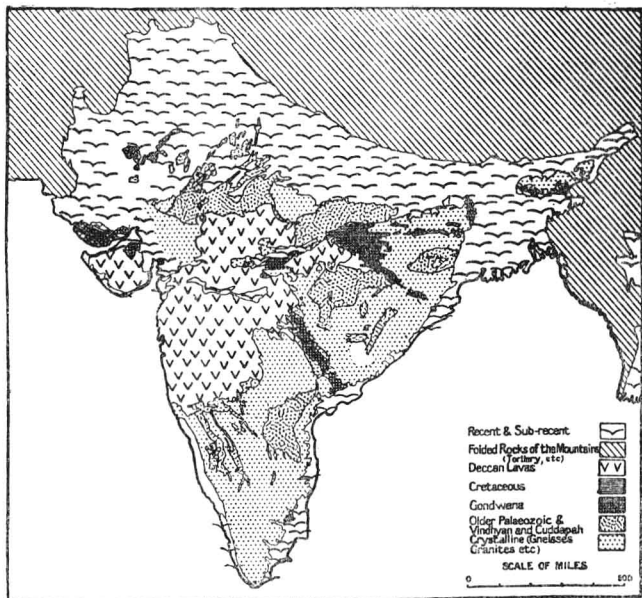 Recent & Sub-recent
Folded Rocks of the Mountains
(Tertiary, etc)
Deccan Lavas
Cretaceous
Gondwana
Older Palaeozoic &
Vindhyan and Cuddapah
Crystalline (Gneisses
Granites etc)
SCALE OF MILES
0 500